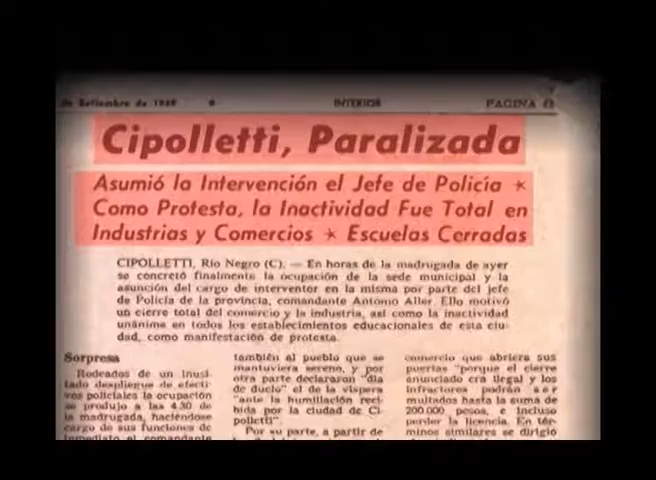 de Setiembre de 1969
INTERIOR
PAGINA
Cipolletti, Paralizada
Asumió la Intervención el Jefe de Policía ✶
Como Protesta, la Inactividad Fue Total en
Industrias y Comercios ✶ Escuelas Cerradas
CIPOLLETTI, Río Negro (C). — En horas de la madrugada de ayer
se concretó finalmente la ocupación de la sede municipal y la
asunción del cargo de interventor en la misma por parte del jefe
de Policía de la provincia, comandante Antonio Aller. Ello motivó
un cierre total del comercio y la industria, así como la inactividad
unánime en todos los establecimientos educacionales de esta ciu-
dad, como manifestación de protesta.
Sorpresa
Rodeados de un inusi-
tado despliegue de efecti-
vos policiales la ocupación
se produjo a las 4.30 de
la madrugada, haciéndose
cargo de sus funciones de
inmediato el comandante
también al pueblo que se
mantuviera sereno, y por
otra parte declararon "día
de duelo" el de la víspera
"ante la humillación reci-
bida por la ciudad de Ci-
polletti".
Por su parte, a partir de
comercio que abriera sus
puertas "porque el cierre
anunciado era ilegal y los
infractores podrán ser
multados hasta la suma de
200.000 pesos, e incluso
perder la licencia. En tér-
minos similares se dirigió